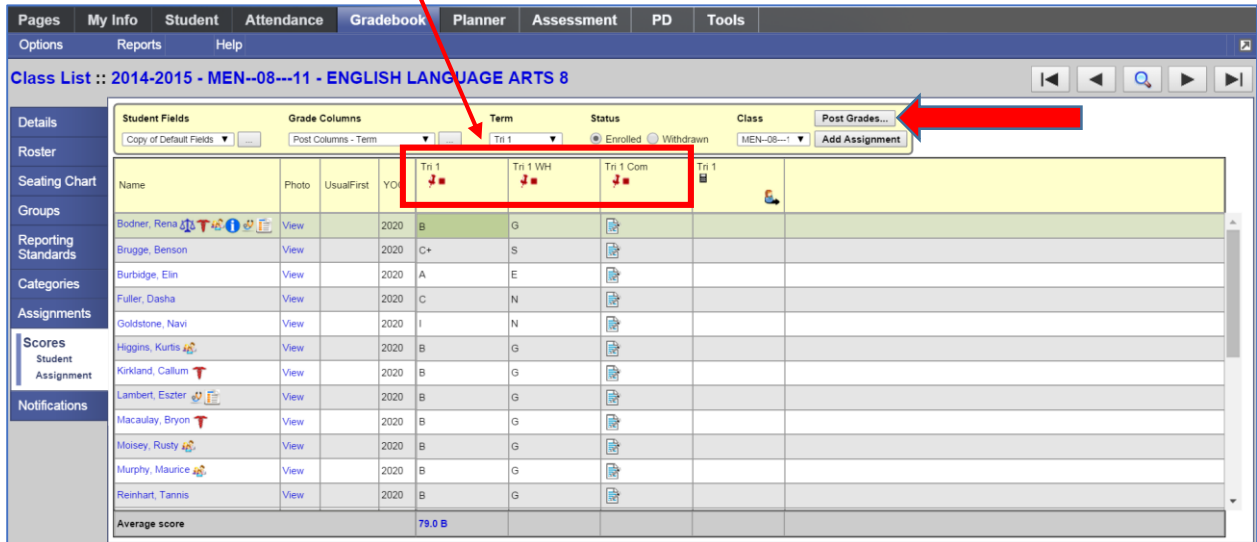 Pages My Info Student Attendance Gradebook Planner Assessment PD Tools
Options Reports Help
Class List :: 2014-2015 - MEN--08---11 - ENGLISH LANGUAGE ARTS 8
Details
Roster
Seating Chart
Groups
Reporting
Standards
Categories
Assignments
Scores
Student
Assignment
Notifications
Student Fields Grade Columns Term Status Class Post Grades...
Copy of Default Fields ... Post Columns - Term ... Tri 1 Enrolled Withdrawn MEN--08---1 Add Assignment
Name Photo UsualFirst Tri 1 Tri 1 WH Tri 1 Com Tri 1
Bodner, Rena View 2020 B G
Brugge, Benson View 2020 C+ S
Burbidge, Elin View 2020 A E
Fuller, Dasha View 2020 C N
Goldstone, Navi View 2020 I N
Higgins, Kurtis View 2020 B G
Kirkland, Callum View 2020 B G
Lambert, Eszter View 2020 B G
Macaulay, Bryon View 2020 B G
Moisey, Rusty View 2020 B G
Murphy, Maurice View 2020 B G
Reinhart, Tannis View 2020 B G
Average score 79.0 B